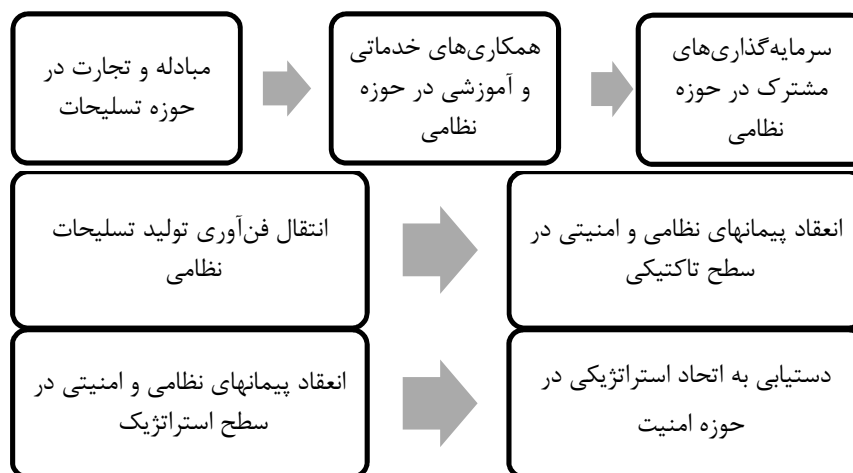 مبادله و تجارت در
حوزه تسلیحات
همکاری‌های خدماتی
و آموزشی در حوزه
نظامی
سرمایه‌گذاری‌های
مشترک در حوزه
نظامی
انتقال فن‌آوری تولید تسلیحات
نظامی
انعقاد پیمانهای نظامی و امنیتی در
سطح تاکتیکی
انعقاد پیمانهای نظامی و امنیتی در
سطح استراتژیک
دستیابی به اتحاد استراتژیکی در
حوزه امنیت